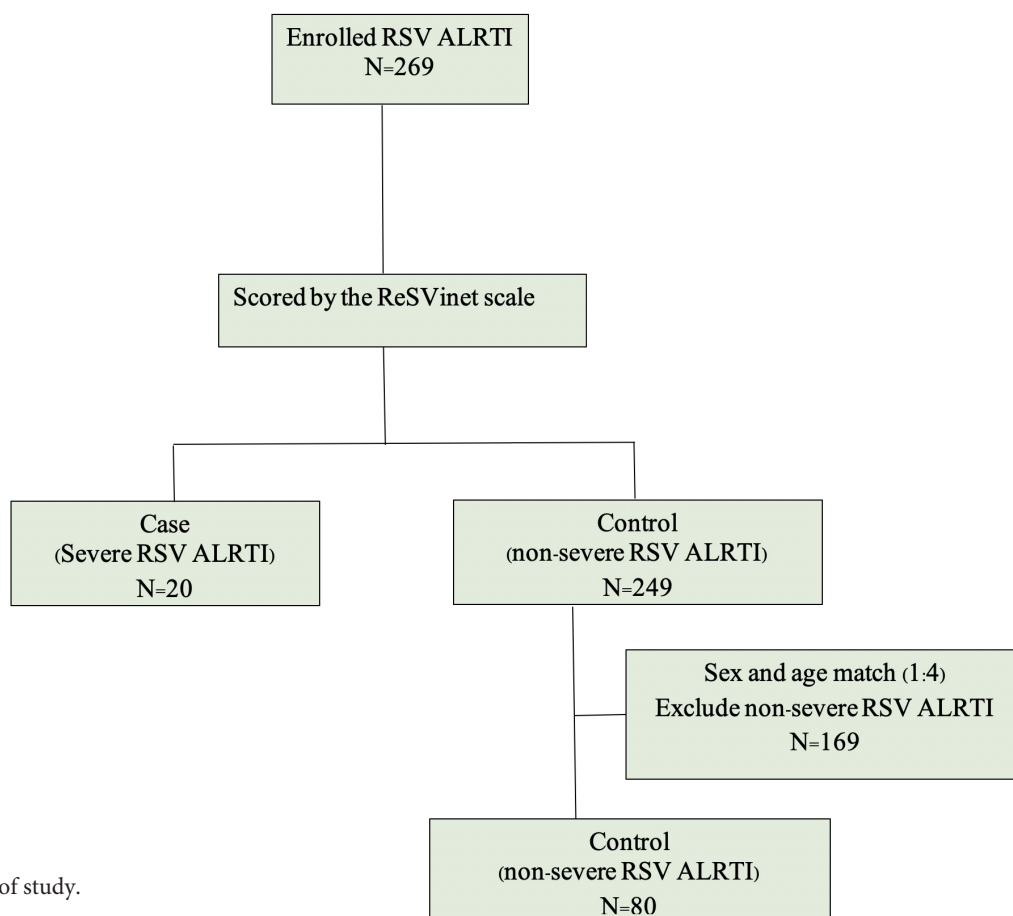 Enrolled RSV ALRTI
N=269
Scored by the ReSVinet scale
Case
(Severe RSV ALRTI)
N=20
Control
(non-severe RSV ALRTI)
N=249
Sex and age match (1:4)
Exclude non-severe RSV ALRTI
N=169
Control
(non-severe RSV ALRTI)
N=80
of study.